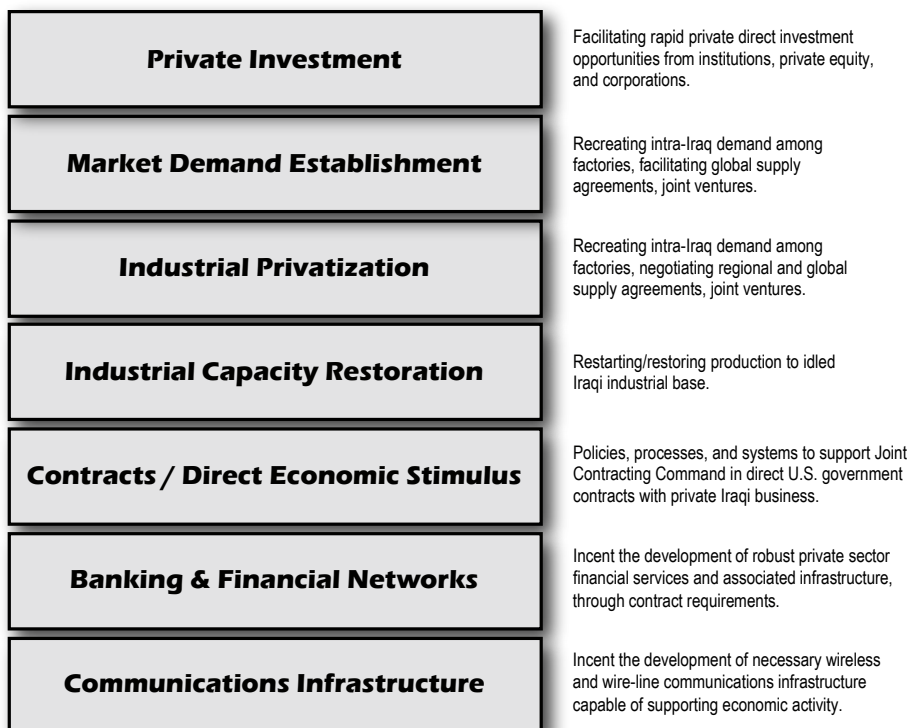 Private Investment
Facilitating rapid private direct investment
opportunities from institutions, private equity,
and corporations.
Market Demand Establishment
Recreating intra-Iraq demand among
factories, facilitating global supply
agreements, joint ventures.
Industrial Privatization
Recreating intra-Iraq demand among
factories, negotiating regional and global
supply agreements, joint ventures.
Industrial Capacity Restoration
Restarting/restoring production to idled
Iraqi industrial base.
Contracts / Direct Economic Stimulus
Policies, processes, and systems to support Joint
Contracting Command in direct U.S. government
contracts with private Iraqi business.
Banking & Financial Networks
Incent the development of robust private sector
financial services and associated infrastructure,
through contract requirements.
Communications Infrastructure
Incent the development of necessary wireless
and wire-line communications infrastructure
capable of supporting economic activity.